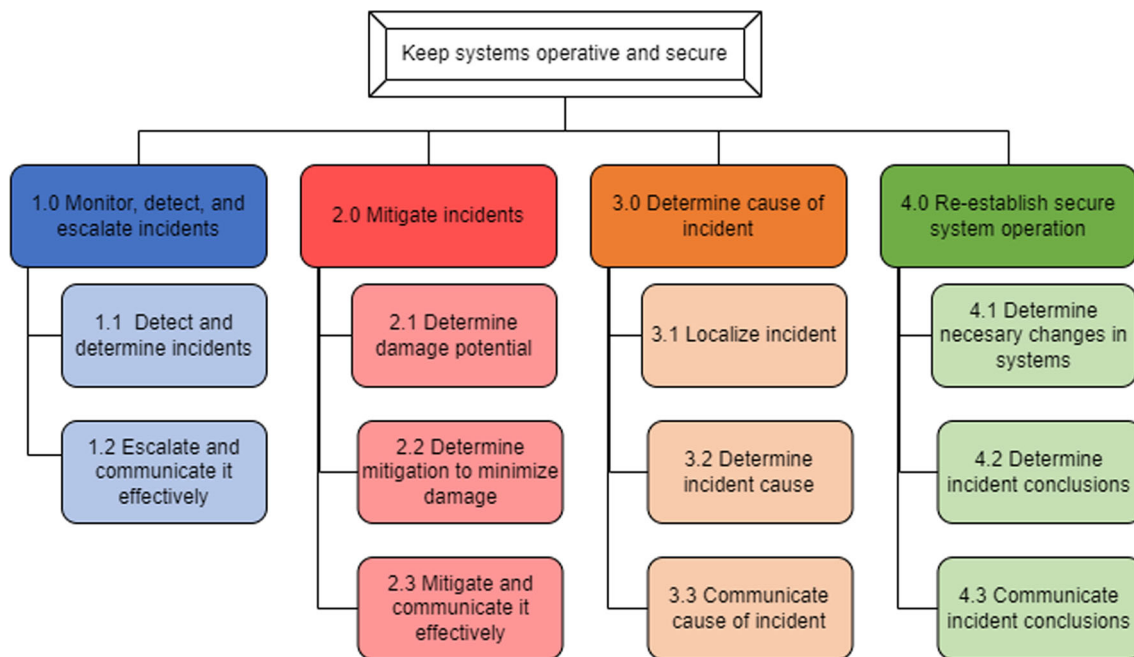 Keep systems operative and secure
1.0 Monitor, detect, and
escalate incidents
2.0 Mitigate incidents
3.0 Determine cause of
incident
4.0 Re-establish secure
system operation
1.1 Detect and
determine incidents
2.1 Determine
damage potential
3.1 Localize incident
4.1 Determine
necesary changes in
systems
1.2 Escalate and
communicate it
effectively
2.2 Determine
mitigation to minimize
damage
3.2 Determine
incident cause
4.2 Determine
incident conclusions
2.3 Mitigate and
communicate it
effectively
3.3 Communicate
cause of incident
4.3 Communicate
incident conclusions